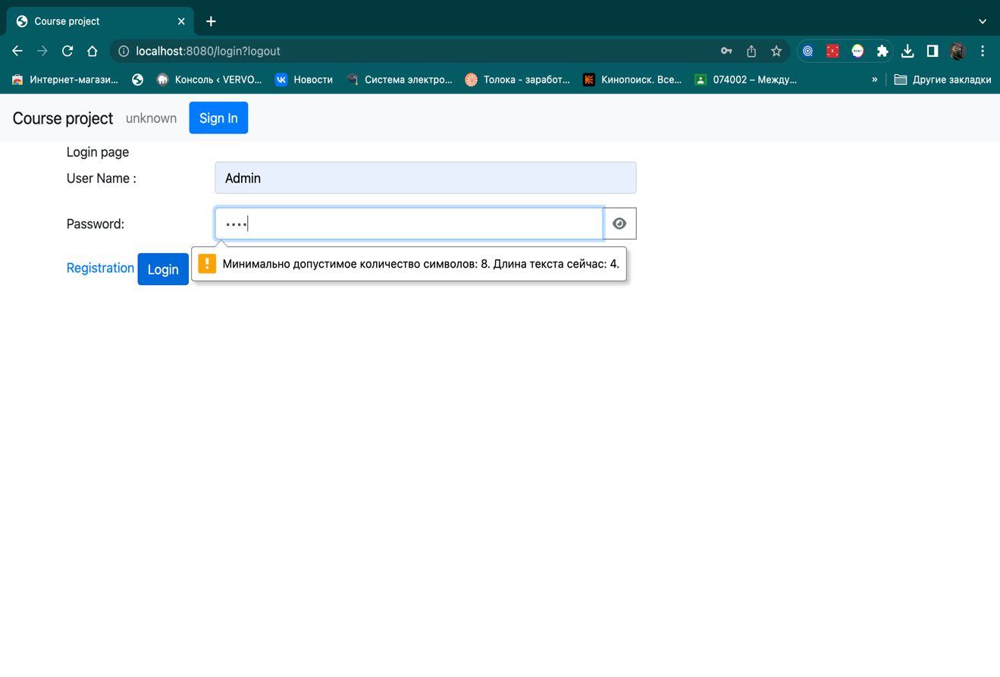 Course project
localhost:8080/login?logout
Интернет-магази... Консоль ‹ VERVO... Новости Система электро... Толока - заработ... Кинопоиск. Все... 074002 – Между... » Другие закладки
Course project unknown Sign In
Login page
User Name : Admin
Password: ••••
Registration Login
Минимально допустимое количество символов: 8. Длина текста сейчас: 4.